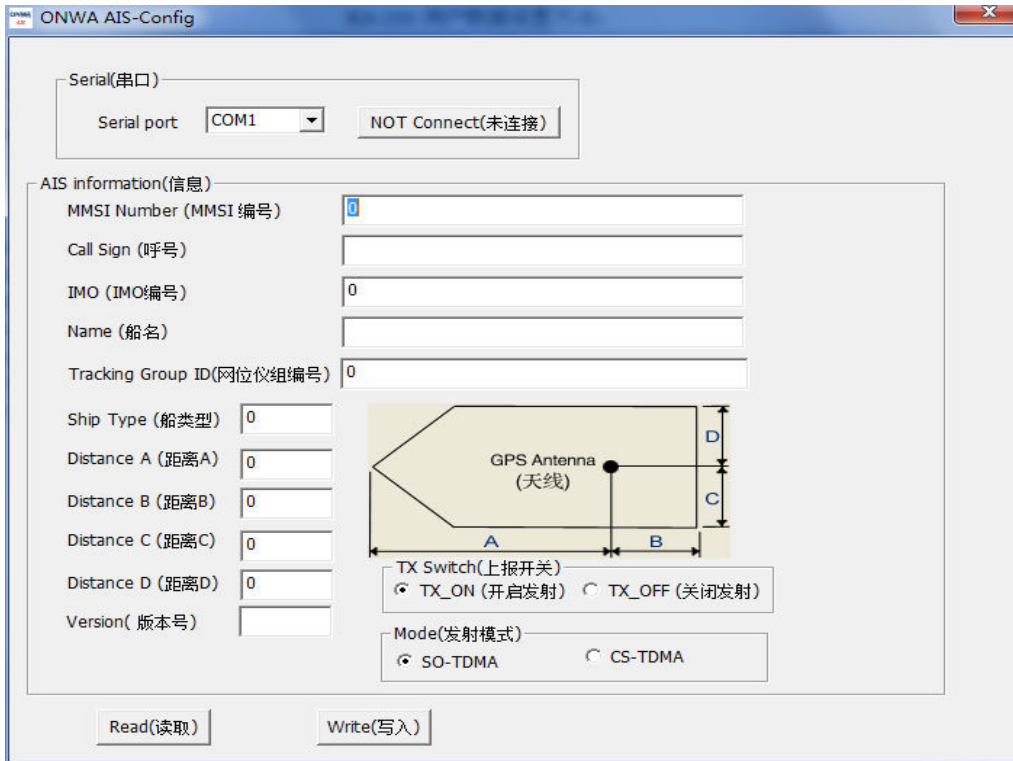 ONWA AIS-Config
Serial(串口)
Serial port COM1 NOT Connect(未连接)
AIS information(信息)
MMSI Number (MMSI 编号) 0
Call Sign (呼号)
IMO (IMO编号) 0
Name (船名)
Tracking Group ID(网位仪组编号) 0
Ship Type (船类型) 0
Distance A (距离A) 0
Distance B (距离B) 0
Distance C (距离C) 0
Distance D (距离D) 0
Version( 版本号)
GPS Antenna
(天线)
D
C
A B
TX Switch(上报开关)
TX_ON (开启发射) TX_OFF (关闭发射)
Mode(发射模式)
SO-TDMA CS-TDMA
Read(读取) Write(写入)